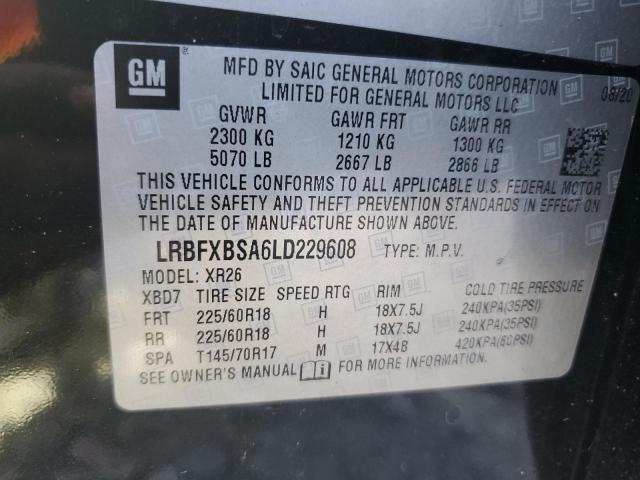 GM
MFD BY SAIC GENERAL MOTORS CORPORATION
LIMITED FOR GENERAL MOTORS LLC 08/20
GVWR GAWR FRT GAWR RR
2300 KG 1210 KG 1300 KG
5070 LB 2667 LB 2866 LB
THIS VEHICLE CONFORMS TO ALL APPLICABLE U.S. FEDERAL MOTOR
VEHICLE SAFETY AND THEFT PREVENTION STANDARDS IN EFFECT ON
THE DATE OF MANUFACTURE SHOWN ABOVE.
LRBFXBSA6LD229608 TYPE: M.P.V.
MODEL: XR26
XBD7 TIRE SIZE SPEED RTG RIM COLD TIRE PRESSURE
FRT 225/60R18 H 18X7.5J 240KPA(35PSI)
RR 225/60R18 H 18X7.5J 240KPA(35PSI)
SPA T145/70R17 M 17X4B 420KPA(60PSI)
SEE OWNER'S MANUAL i FOR MORE INFORMATION.